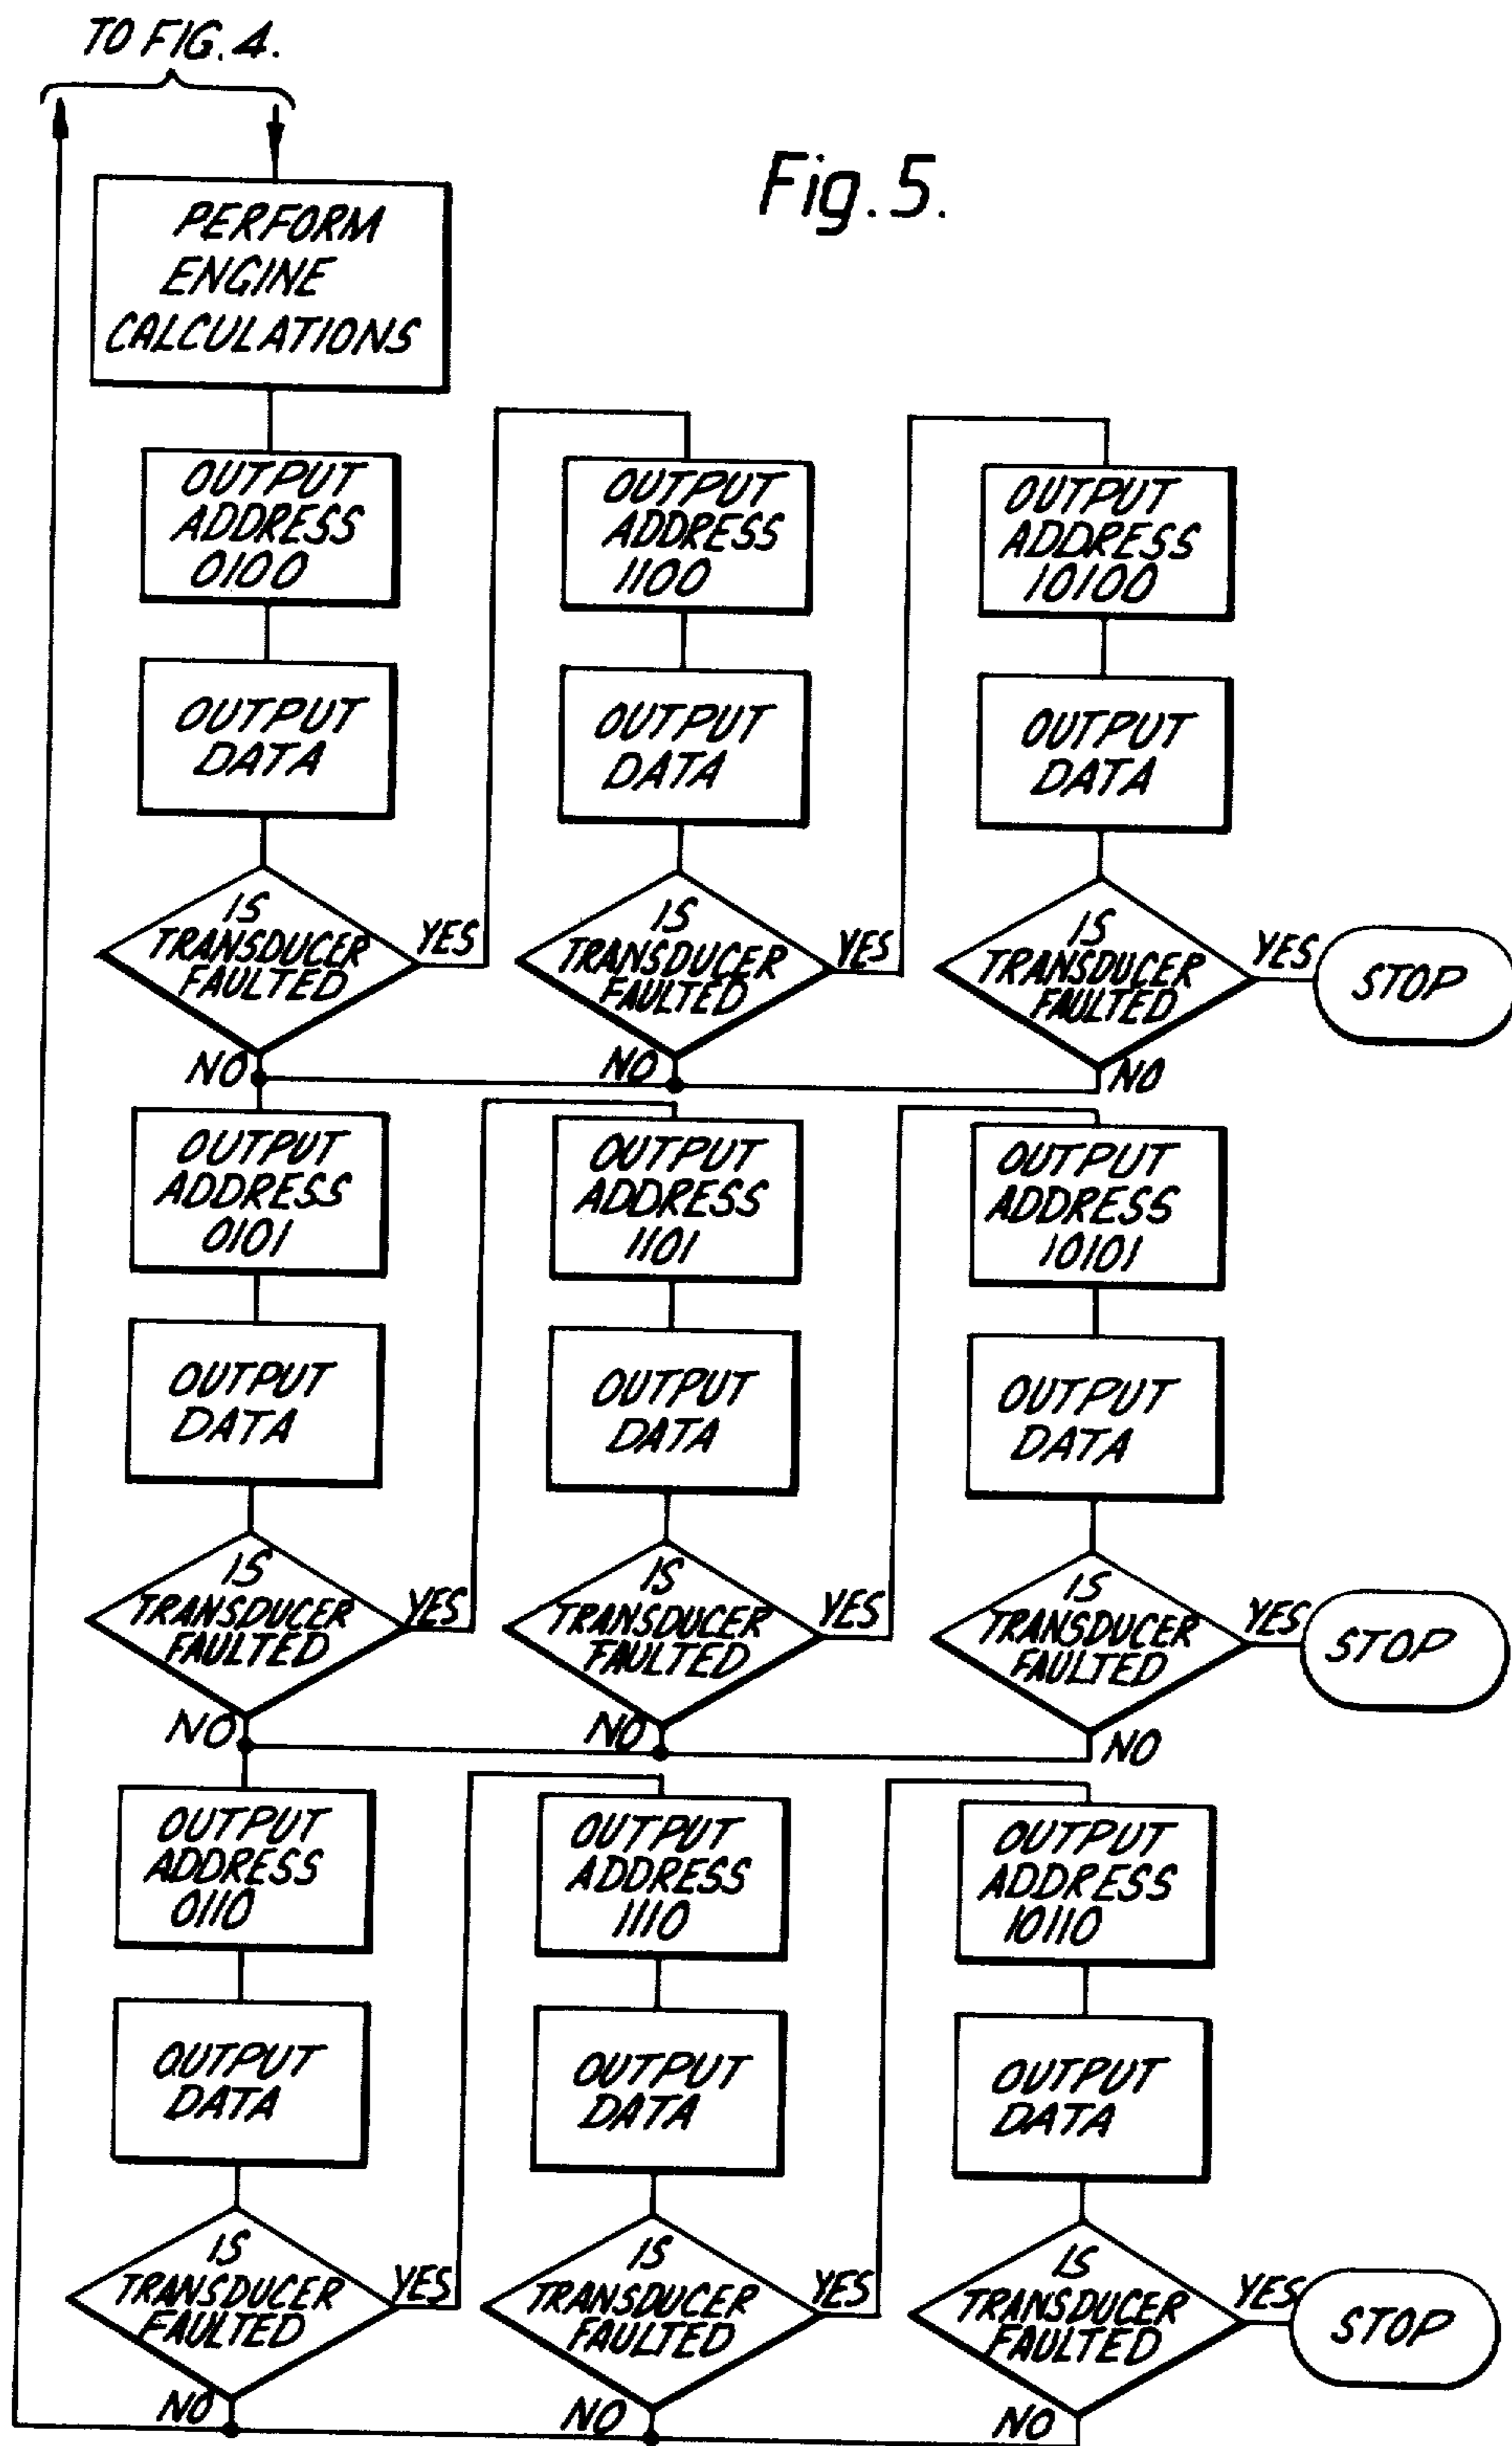 TO FIG. 4.
Fig. 5.
PERFORM
ENGINE
CALCULATIONS
OUTPUT
ADDRESS
0100
OUTPUT
ADDRESS
1100
OUTPUT
ADDRESS
10100
OUTPUT
DATA
OUTPUT
DATA
OUTPUT
DATA
IS
TRANSDUCER
FAULTED
YES
IS
TRANSDUCER
FAULTED
YES
IS
TRANSDUCER
FAULTED
YES
STOP
NO
NO
NO
OUTPUT
ADDRESS
0101
OUTPUT
ADDRESS
1101
OUTPUT
ADDRESS
10101
OUTPUT
DATA
OUTPUT
DATA
OUTPUT
DATA
IS
TRANSDUCER
FAULTED
YES
IS
TRANSDUCER
FAULTED
YES
IS
TRANSDUCER
FAULTED
YES
STOP
NO
NO
NO
OUTPUT
ADDRESS
0110
OUTPUT
ADDRESS
1110
OUTPUT
ADDRESS
10110
OUTPUT
DATA
OUTPUT
DATA
OUTPUT
DATA
IS
TRANSDUCER
FAULTED
YES
IS
TRANSDUCER
FAULTED
YES
IS
TRANSDUCER
FAULTED
YES
STOP
NO
NO
NO